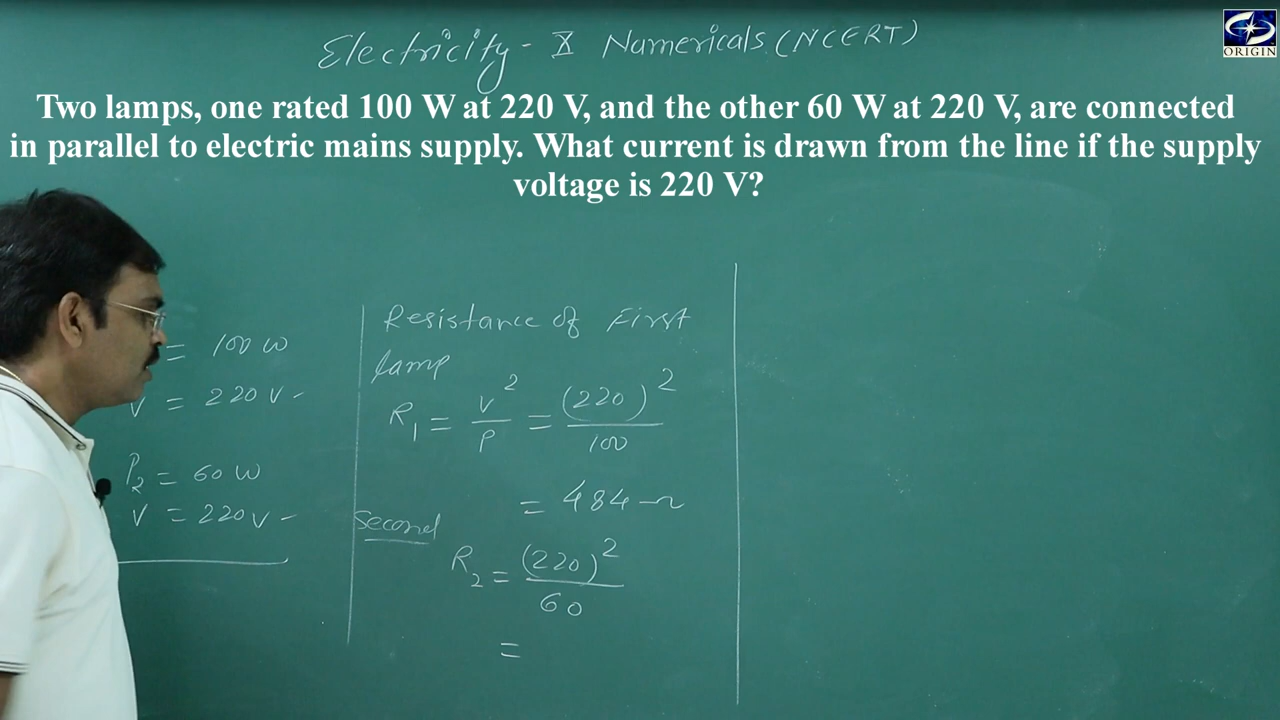 Electricity - X Numericals (NCERT)
ORIGIN
Two lamps, one rated 100 W at 220 V, and the other 60 W at 220 V, are connected
in parallel to electric mains supply. What current is drawn from the line if the supply
voltage is 220 V?
= 100 W
V = 220 V -
P₂ = 60 W
V = 220 V -
Resistance of First
lamp
R₁ = V²/P = (220)²/100
= 484 Ω
Second
R₂ = (220)²/60
=